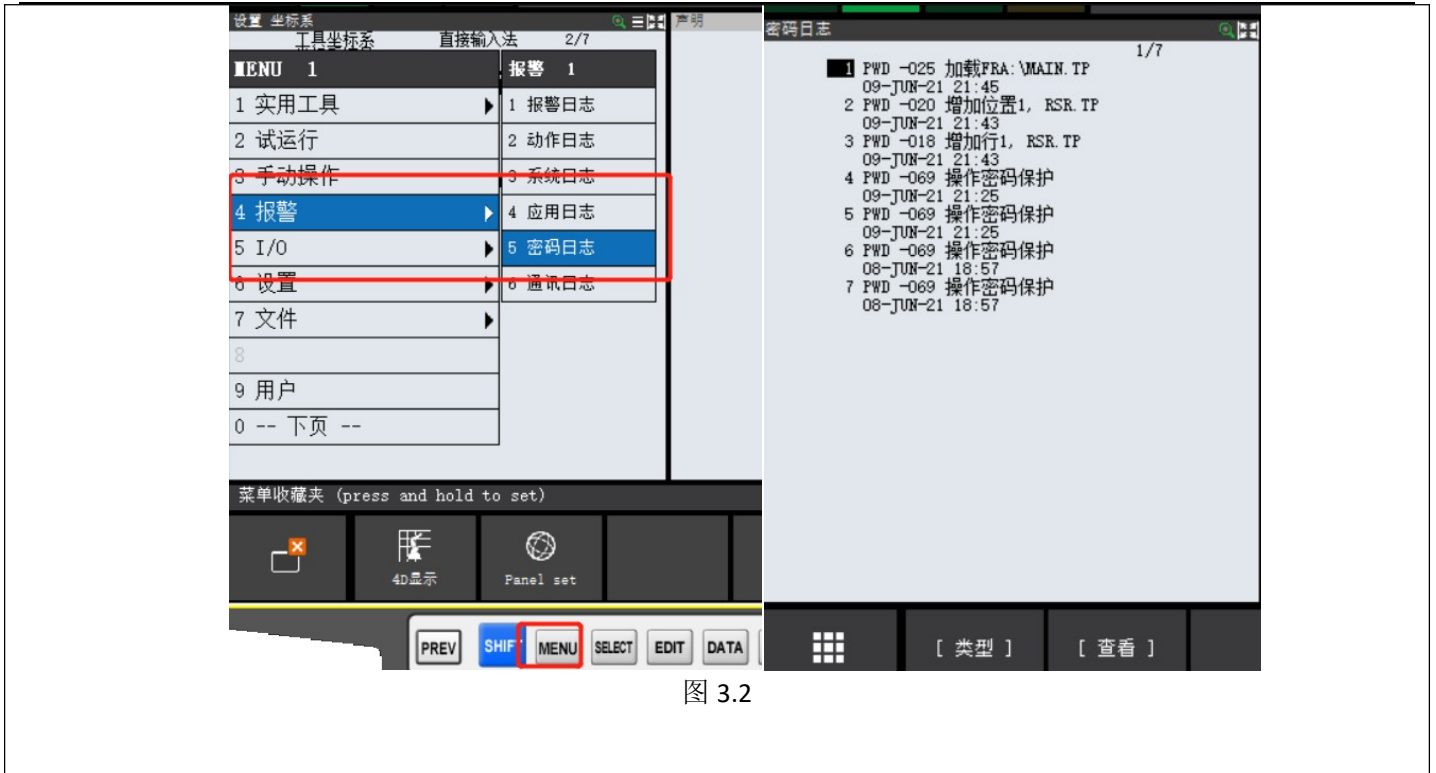 设置 坐标系
声明
工具坐标系 直接输入法 2/7
MENU 1
报警 1
1 实用工具
1 报警日志
2 试运行
2 动作日志
3 手动操作
3 系统日志
4 报警
4 应用日志
5 I/O
5 密码日志
6 设置
6 通讯日志
7 文件
8
9 用户
0 -- 下页 --
菜单收藏夹 (press and hold to set)
4D显示
Panel set
PREV
SHIFT
MENU
SELECT
EDIT
DATA
密码日志
1/7
1 PWD -025 加载FRA:\MAIN.TP
09-JUN-21 21:45
2 PWD -020 增加位置1, RSR.TP
09-JUN-21 21:43
3 PWD -018 增加行1, RSR.TP
09-JUN-21 21:43
4 PWD -069 操作密码保护
09-JUN-21 21:25
5 PWD -069 操作密码保护
09-JUN-21 21:25
6 PWD -069 操作密码保护
08-JUN-21 18:57
7 PWD -069 操作密码保护
08-JUN-21 18:57
[ 类型 ]
[ 查看 ]
图 3.2